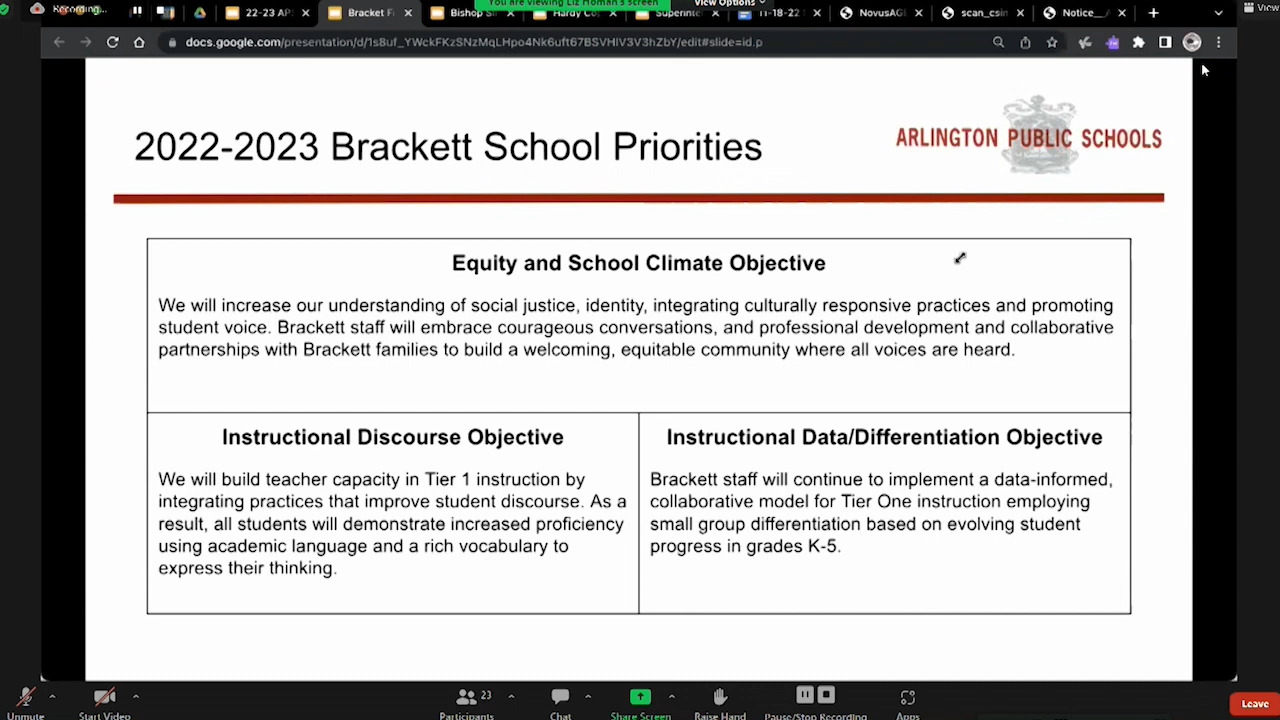 Recording...
You are viewing Liz Homan's screen
View Options
View
22-23 AP
Brackett F
Bishop Si
Hardy Co
Superinte
11-18-22
NovusAG
scan_csin
Notice_
docs.google.com/presentation/d/1s8uf_YWckFKzSNzMqLHpo4Nk6uft67BSVHlV3V3hZbY/edit#slide=id.p
2022-2023 Brackett School Priorities
ARLINGTON PUBLIC SCHOOLS
Equity and School Climate Objective
We will increase our understanding of social justice, identity, integrating culturally responsive practices and promoting
student voice. Brackett staff will embrace courageous conversations, and professional development and collaborative
partnerships with Brackett families to build a welcoming, equitable community where all voices are heard.
Instructional Discourse Objective
We will build teacher capacity in Tier 1 instruction by
integrating practices that improve student discourse. As a
result, all students will demonstrate increased proficiency
using academic language and a rich vocabulary to
express their thinking.
Instructional Data/Differentiation Objective
Brackett staff will continue to implement a data-informed,
collaborative model for Tier One instruction employing
small group differentiation based on evolving student
progress in grades K-5.
Unmute
Start Video
23
Participants
Chat
Share Screen
Raise Hand
Pause/Stop Recording
Apps
Leave